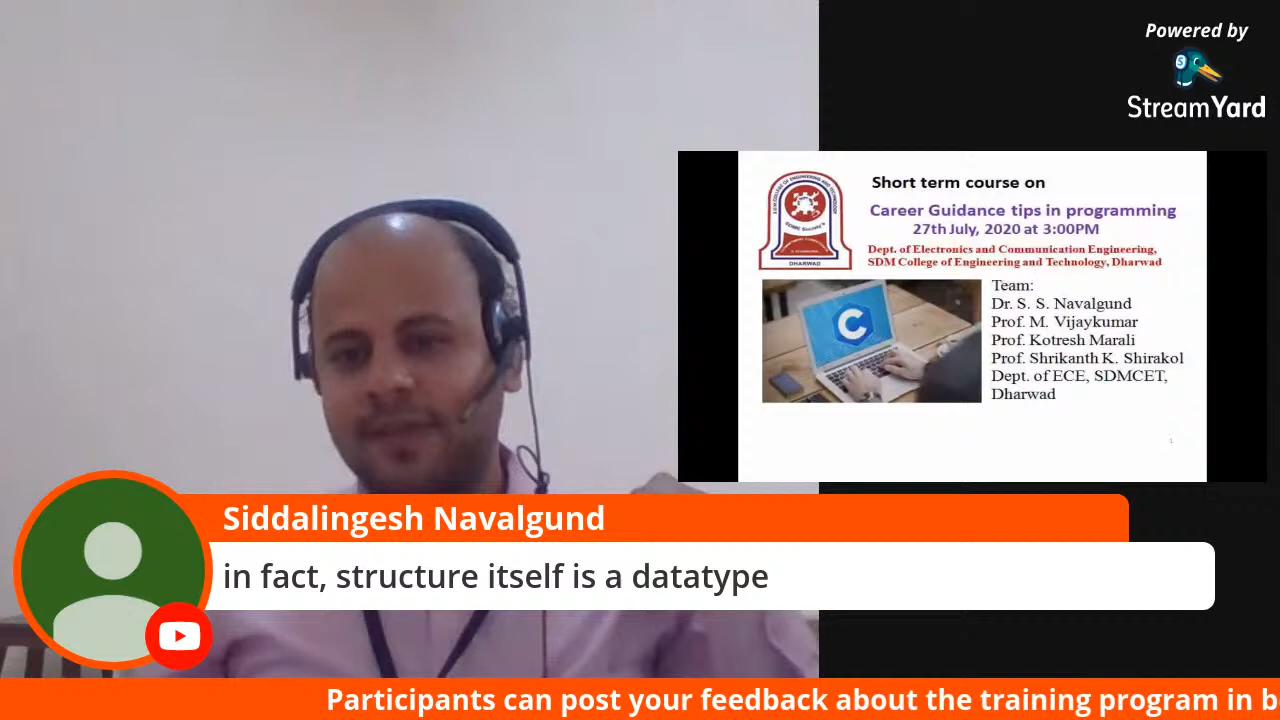 Powered by
StreamYard
Short term course on
Career Guidance tips in programming
27th July, 2020 at 3:00PM
Dept. of Electronics and Communication Engineering,
SDM College of Engineering and Technology, Dharwad
DHARWAD
C
Team:
Dr. S. S. Navalgund
Prof. M. Vijaykumar
Prof. Kotresh Marali
Prof. Shrikanth K. Shirakol
Dept. of ECE, SDMCET,
Dharwad
1
Siddalingesh Navalgund
in fact, structure itself is a datatype
Participants can post your feedback about the training program in b